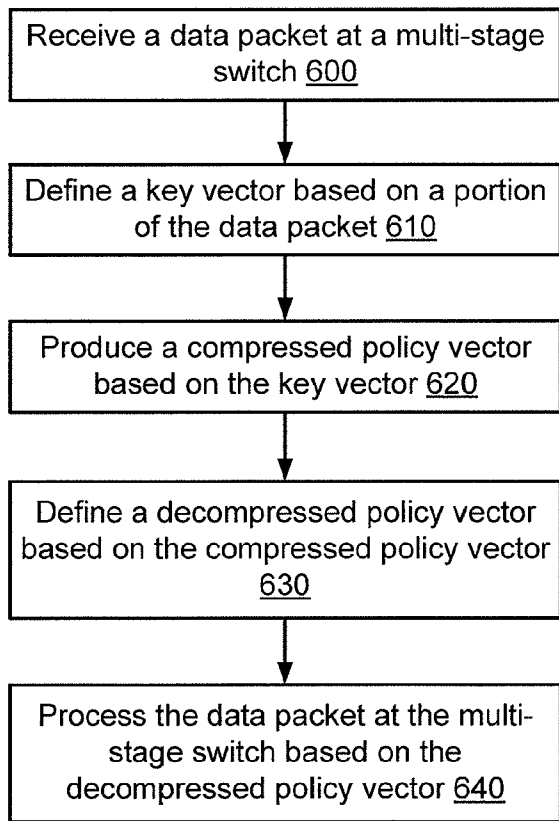 Receive a data packet at a multi-stage
switch 600
Define a key vector based on a portion
of the data packet 610
Produce a compressed policy vector
based on the key vector 620
Define a decompressed policy vector
based on the compressed policy vector
630
Process the data packet at the multi-
stage switch based on the
decompressed policy vector 640